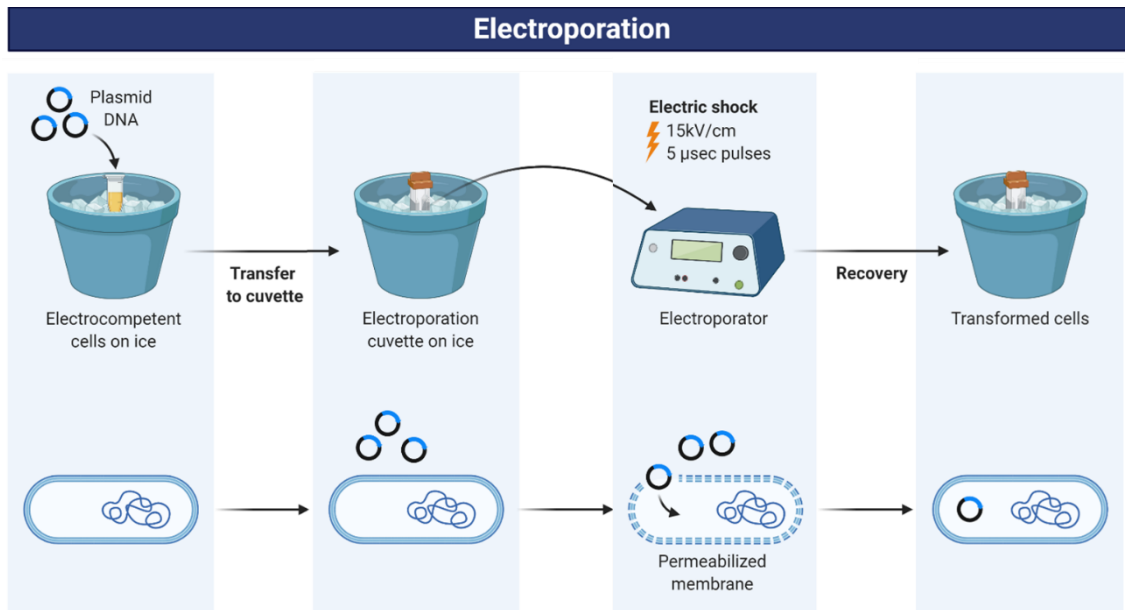 Electroporation
Plasmid
DNA
Electric shock
15kV/cm
5 µsec pulses
Transfer
to cuvette
Recovery
Electrocompetent
cells on ice
Electroporation
cuvette on ice
Electroporator
Transformed cells
Permeabilized
membrane